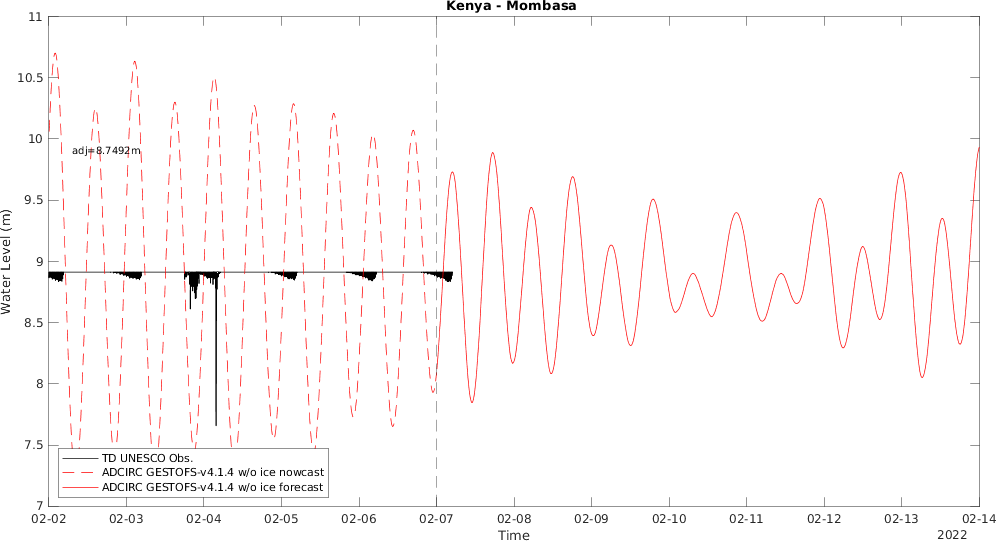 Kenya - Mombasa
11
10.5
10
adj=8.7492m
9.5
9
Water Level (m)
8.5
8
7.5
TD UNESCO Obs.
ADCIRC GESTOFS-v4.1.4 w/o ice nowcast
ADCIRC GESTOFS-v4.1.4 w/o ice forecast
7
02-02 02-03 02-04 02-05 02-06 02-07 02-08 02-09 02-10 02-11 02-12 02-13 02-14
Time
2022